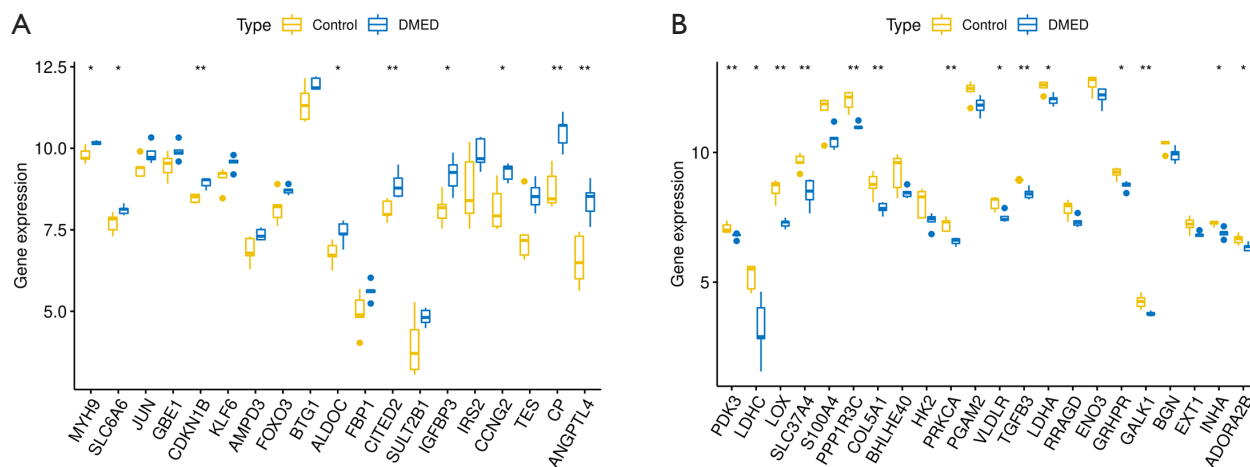 A
Type Control DMED
* * ** * ** * * ** **
Gene expression
12.5
10.0
7.5
5.0
MYH9
SLC6A6
JUN
GBE1
CDKN1B
KLF6
AMPD3
FOXO3
BTG1
ALDOC
FBP1
CITED2
SULT2B1
IGFBP3
IRS2
CCNG2
TES
CP
ANGPTL4
B
Type Control DMED
** * ** ** ** ** ** * ** * * ** * *
Gene expression
10
5
PDK3
LDHC
LOX
SLC37A4
S100A4
PPP1R3C
COL5A1
BHLHE40
HK2
PRKCA
PGAM2
VLDLR
TGFB3
LDHA
RRAGD
ENO3
GRHPR
GALK1
BGN
EXT1
INHA
ADORA2B